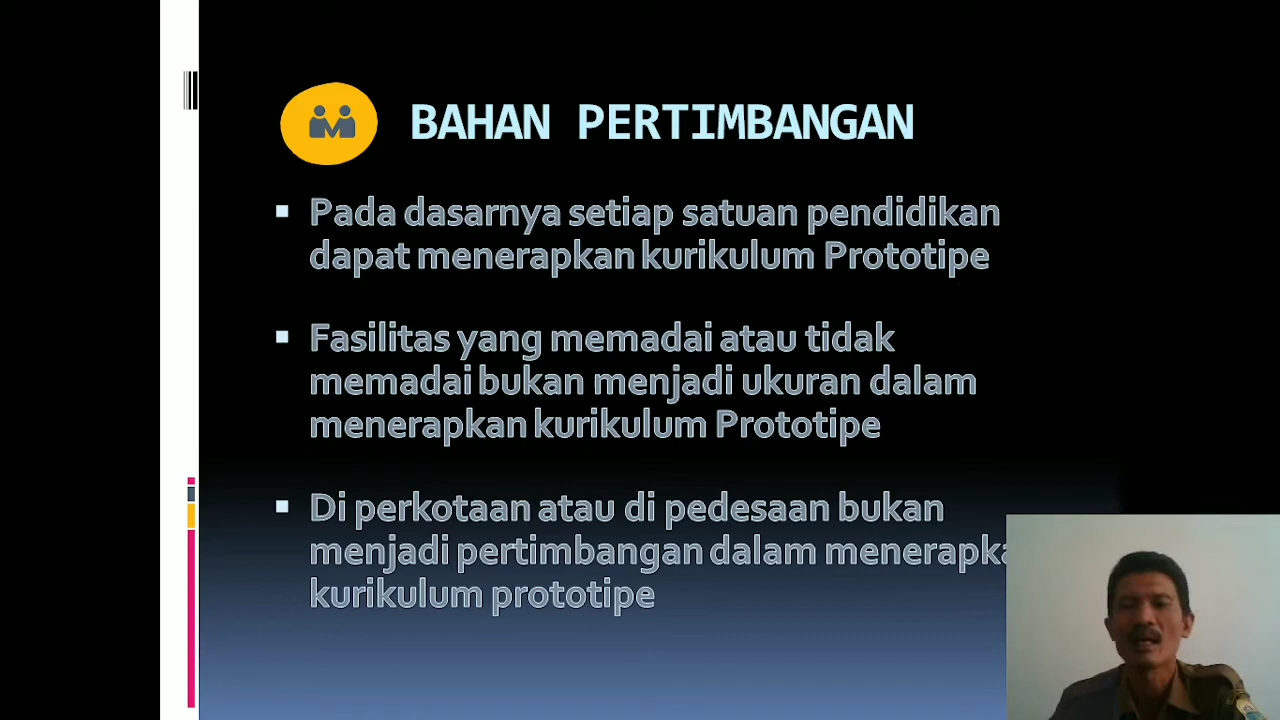 BAHAN PERTIMBANGAN
Pada dasarnya setiap satuan pendidikan
dapat menerapkan kurikulum Prototipe
Fasilitas yang memadai atau tidak
memadai bukan menjadi ukuran dalam
menerapkan kurikulum Prototipe
Di perkotaan atau di pedesaan bukan
menjadi pertimbangan dalam
kurikulum prototipe